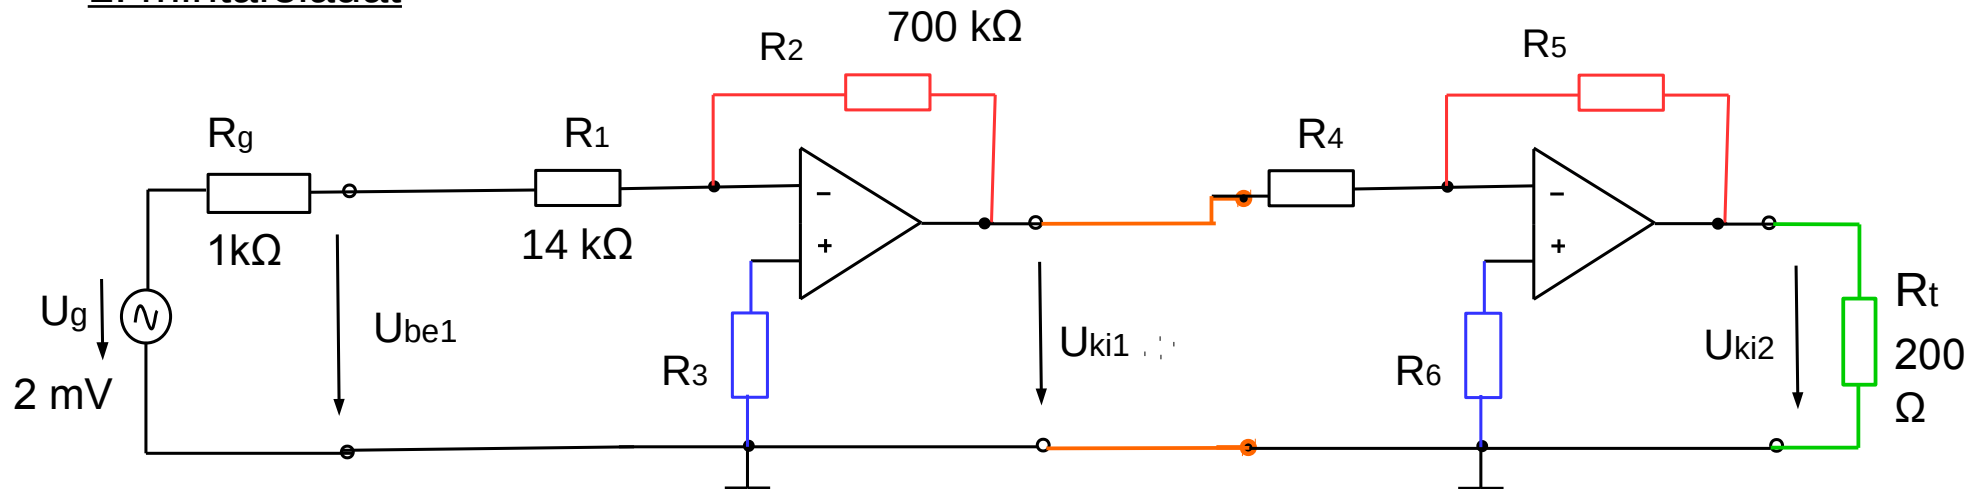 700 kΩ
R2
R5
Rg
R1
R4
1kΩ
14 kΩ
−
+
−
+
Ug
2 mV
Ube1
R3
Uki1
R6
Uki2
Rt
200
Ω